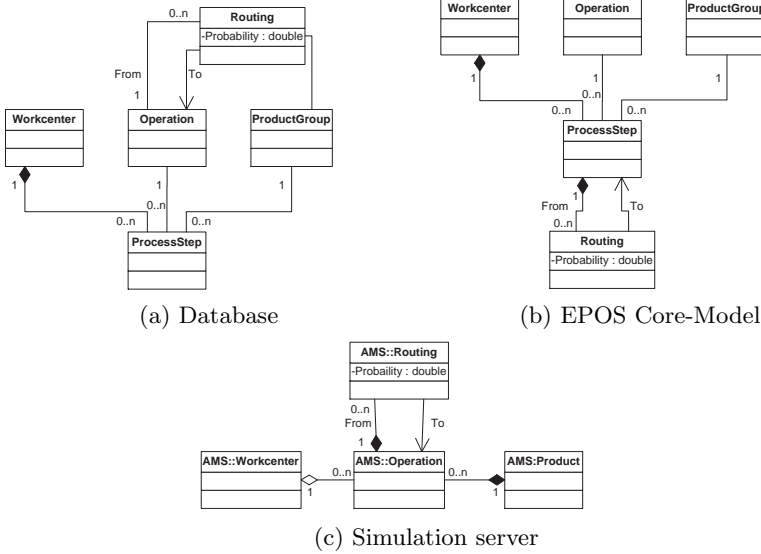 Routing
-Probability : double
0..n
From
To
1
Workcenter
Operation
ProductGroup
1
1
1
0..n
0..n
0..n
ProcessStep
(a) Database
Workcenter
Operation
ProductGroup
1
1
1
0..n
0..n
0..n
ProcessStep
1
From
To
0..n
Routing
-Probability : double
(b) EPOS Core-Model
AMS::Routing
-Probaility : double
0..n
From
To
1
AMS::Workcenter
AMS::Operation
AMS:Product
0..n
0..n
1
1
(c) Simulation server